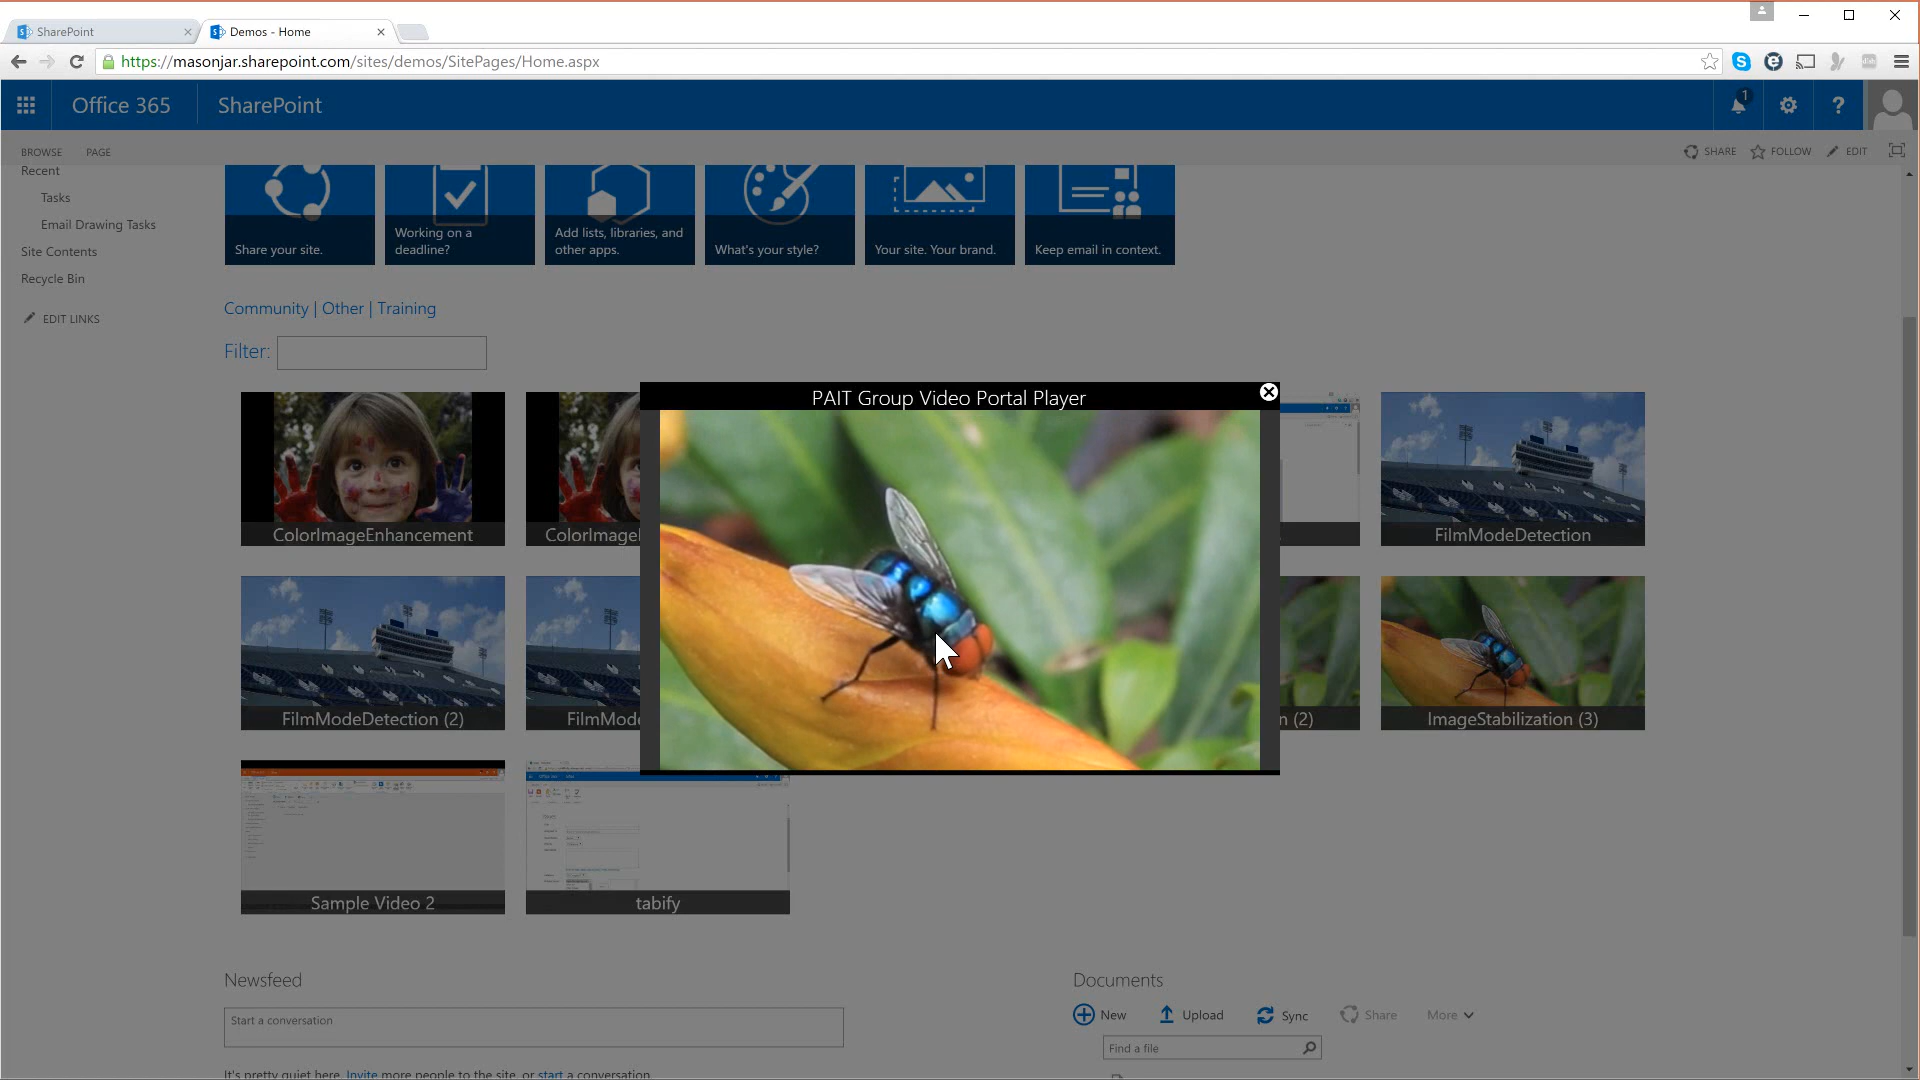 SharePoint
Demos - Home
https://masonjar.sharepoint.com/sites/demos/SitePages/Home.aspx
Office 365
SharePoint
1
BROWSE
PAGE
SHARE
FOLLOW
EDIT
Recent
Tasks
Email Drawing Tasks
Site Contents
Recycle Bin
EDIT LINKS
Share your site.
Working on a
deadline?
Add lists, libraries, and
other apps.
What's your style?
Your site. Your brand.
Keep email in context.
Community | Other | Training
Filter:
PAIT Group Video Portal Player
ColorImageEnhancement
ColorImageE
FilmModeDetection
FilmModeDetection (2)
FilmMode
n (2)
ImageStabilization (3)
Sample Video 2
tabify
Newsfeed
Start a conversation
It's pretty quiet here. Invite more people to the site, or start a conversation.
Documents
New
Upload
Sync
Share
More
Find a file